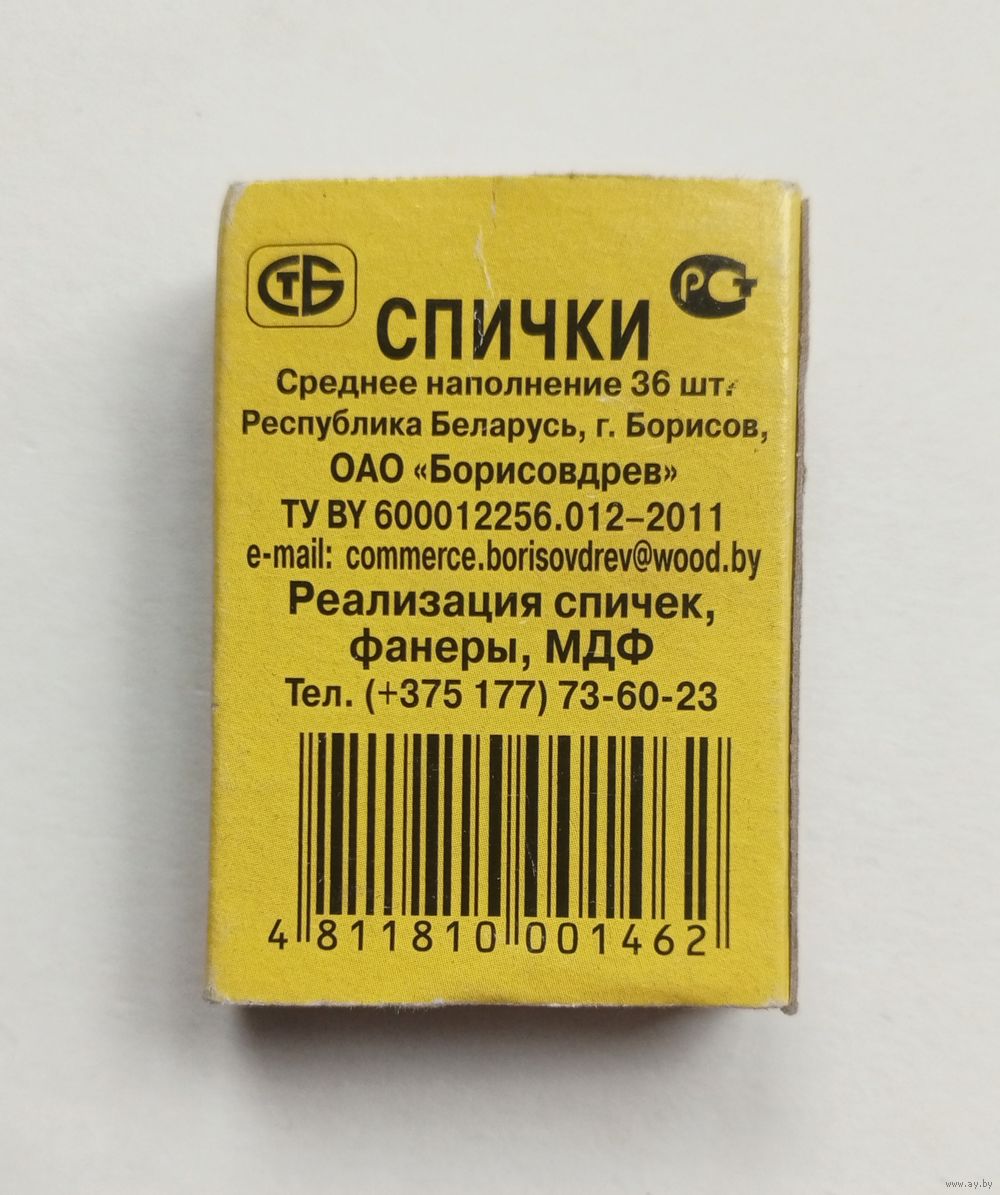 СТБ
РСТ
СПИЧКИ
Среднее наполнение 36 шт.
Республика Беларусь, г. Борисов,
ОАО «Борисовдрев»
ТУ BY 600012256.012–2011
e-mail: commerce.borisovdrev@wood.by
Реализация спичек,
фанеры, МДФ
Тел. (+375 177) 73-60-23
4 811810 001462
www.ay.by